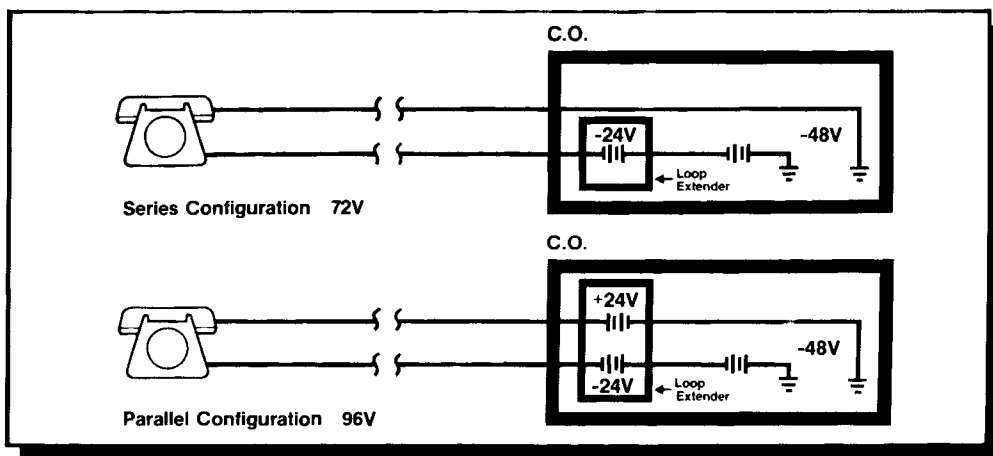 C.O.
-24V
-48V
Loop
Extender
Series Configuration 72V
C.O.
+24V
-48V
-24V
Loop
Extender
Parallel Configuration 96V